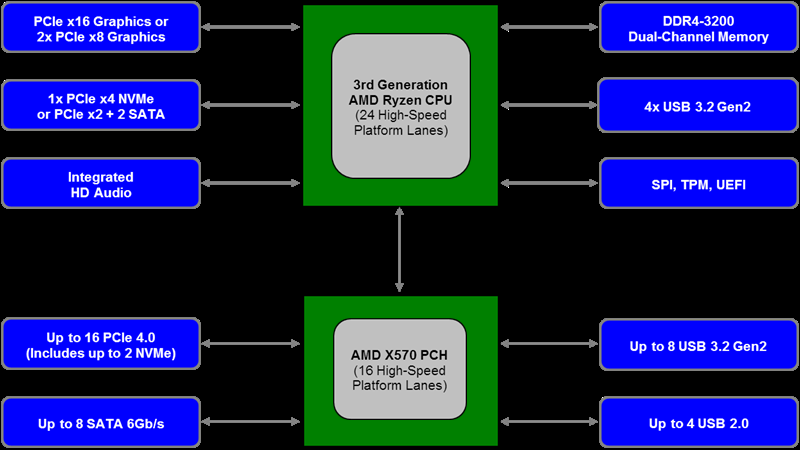 PCIe x16 Graphics or
2x PCIe x8 Graphics
1x PCIe x4 NVMe
or PCIe x2 + 2 SATA
Integrated
HD Audio
3rd Generation
AMD Ryzen CPU
(24 High-Speed
Platform Lanes)
DDR4-3200
Dual-Channel Memory
4x USB 3.2 Gen2
SPI, TPM, UEFI
Up to 16 PCIe 4.0
(Includes up to 2 NVMe)
Up to 8 SATA 6Gb/s
AMD X570 PCH
(16 High-Speed
Platform Lanes)
Up to 8 USB 3.2 Gen2
Up to 4 USB 2.0